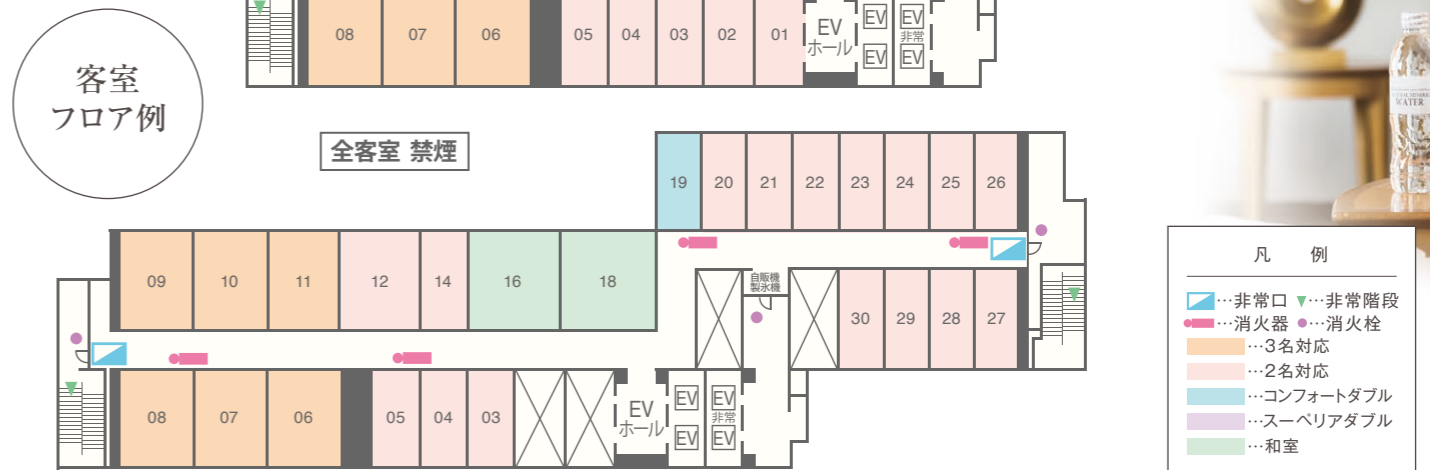 08 07 06 05 04 03 02 01
EV
ホール
EV EV
非常
EV EV
客室
フロア例
全客室 禁煙
WATER
19 20 21 22 23 24 25 26
09 10 11 12 14 16 18
自販機
製氷機
30 29 28 27
08 07 06 05 04 03
EV
ホール
EV EV
非常
EV EV
凡 例
…非常口 …非常階段
…消火器 …消火栓
…3名対応
…2名対応
…コンフォートダブル
…スーペリアダブル
…和室